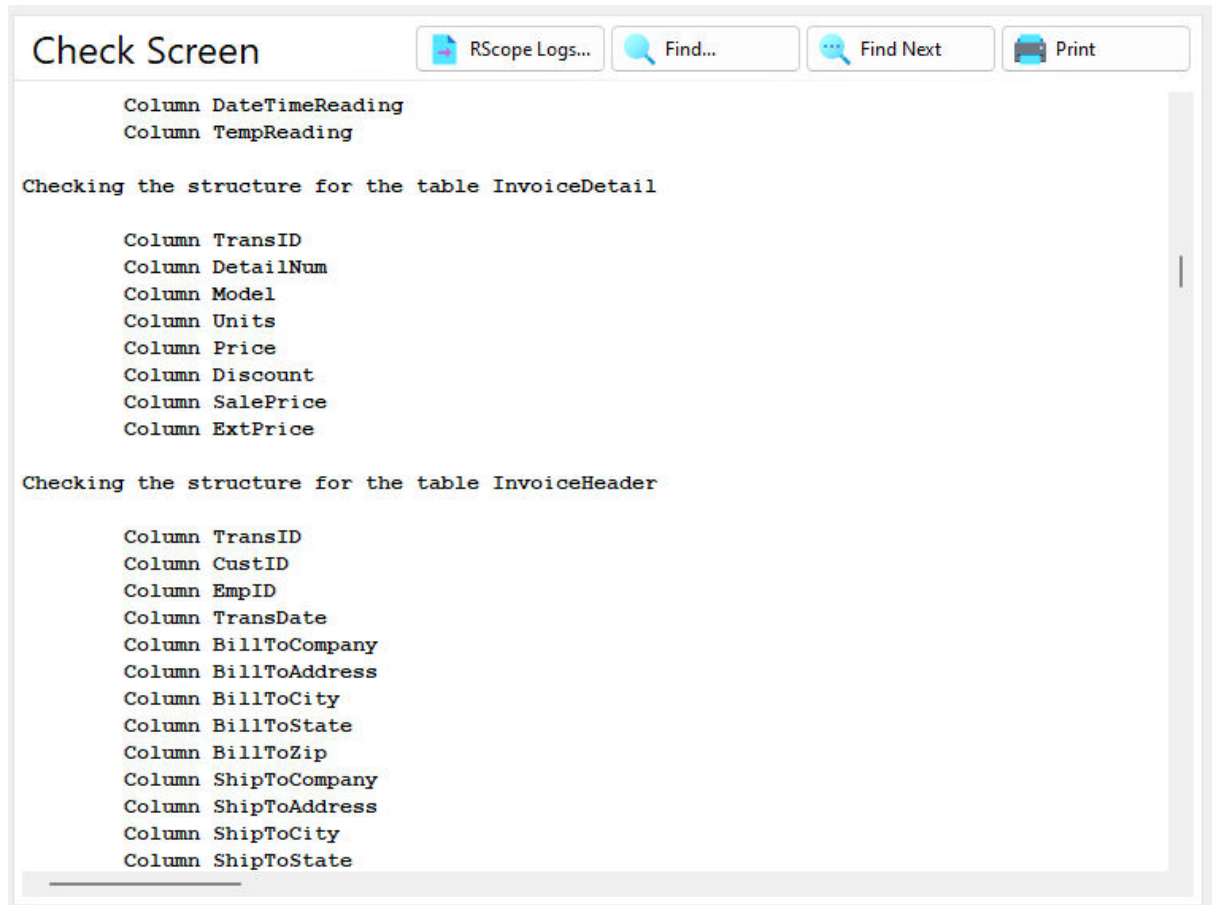 Check Screen
RScope Logs...
Find...
Find Next
Print
Column DateTimeReading
Column TempReading
Checking the structure for the table InvoiceDetail
Column TransID
Column DetailNum
Column Model
Column Units
Column Price
Column Discount
Column SalePrice
Column ExtPrice
Checking the structure for the table InvoiceHeader
Column TransID
Column CustID
Column EmpID
Column TransDate
Column BillToCompany
Column BillToAddress
Column BillToCity
Column BillToState
Column BillToZip
Column ShipToCompany
Column ShipToAddress
Column ShipToCity
Column ShipToState